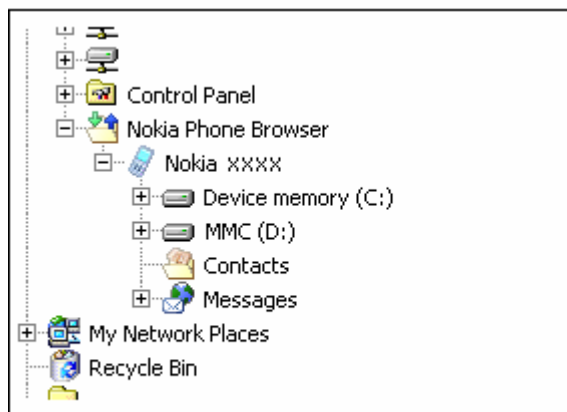 Control Panel
Nokia Phone Browser
Nokia xxxx
Device memory (C:)
MMC (D:)
Contacts
Messages
My Network Places
Recycle Bin